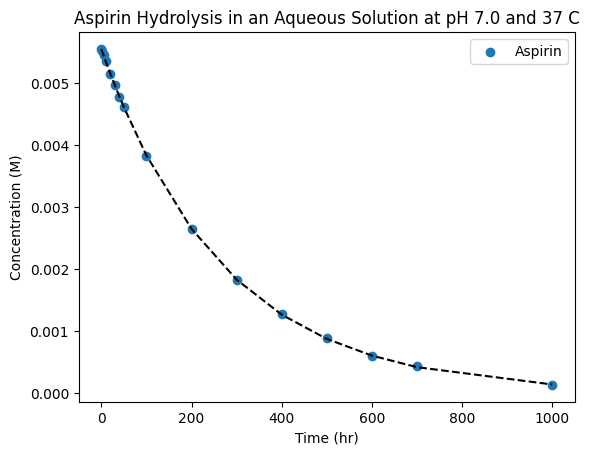 Aspirin Hydrolysis in an Aqueous Solution at pH 7.0 and 37 C
Aspirin
0.005
0.004
0.003
0.002
0.001
0.000
Concentration (M)
0 200 400 600 800 1000
Time (hr)